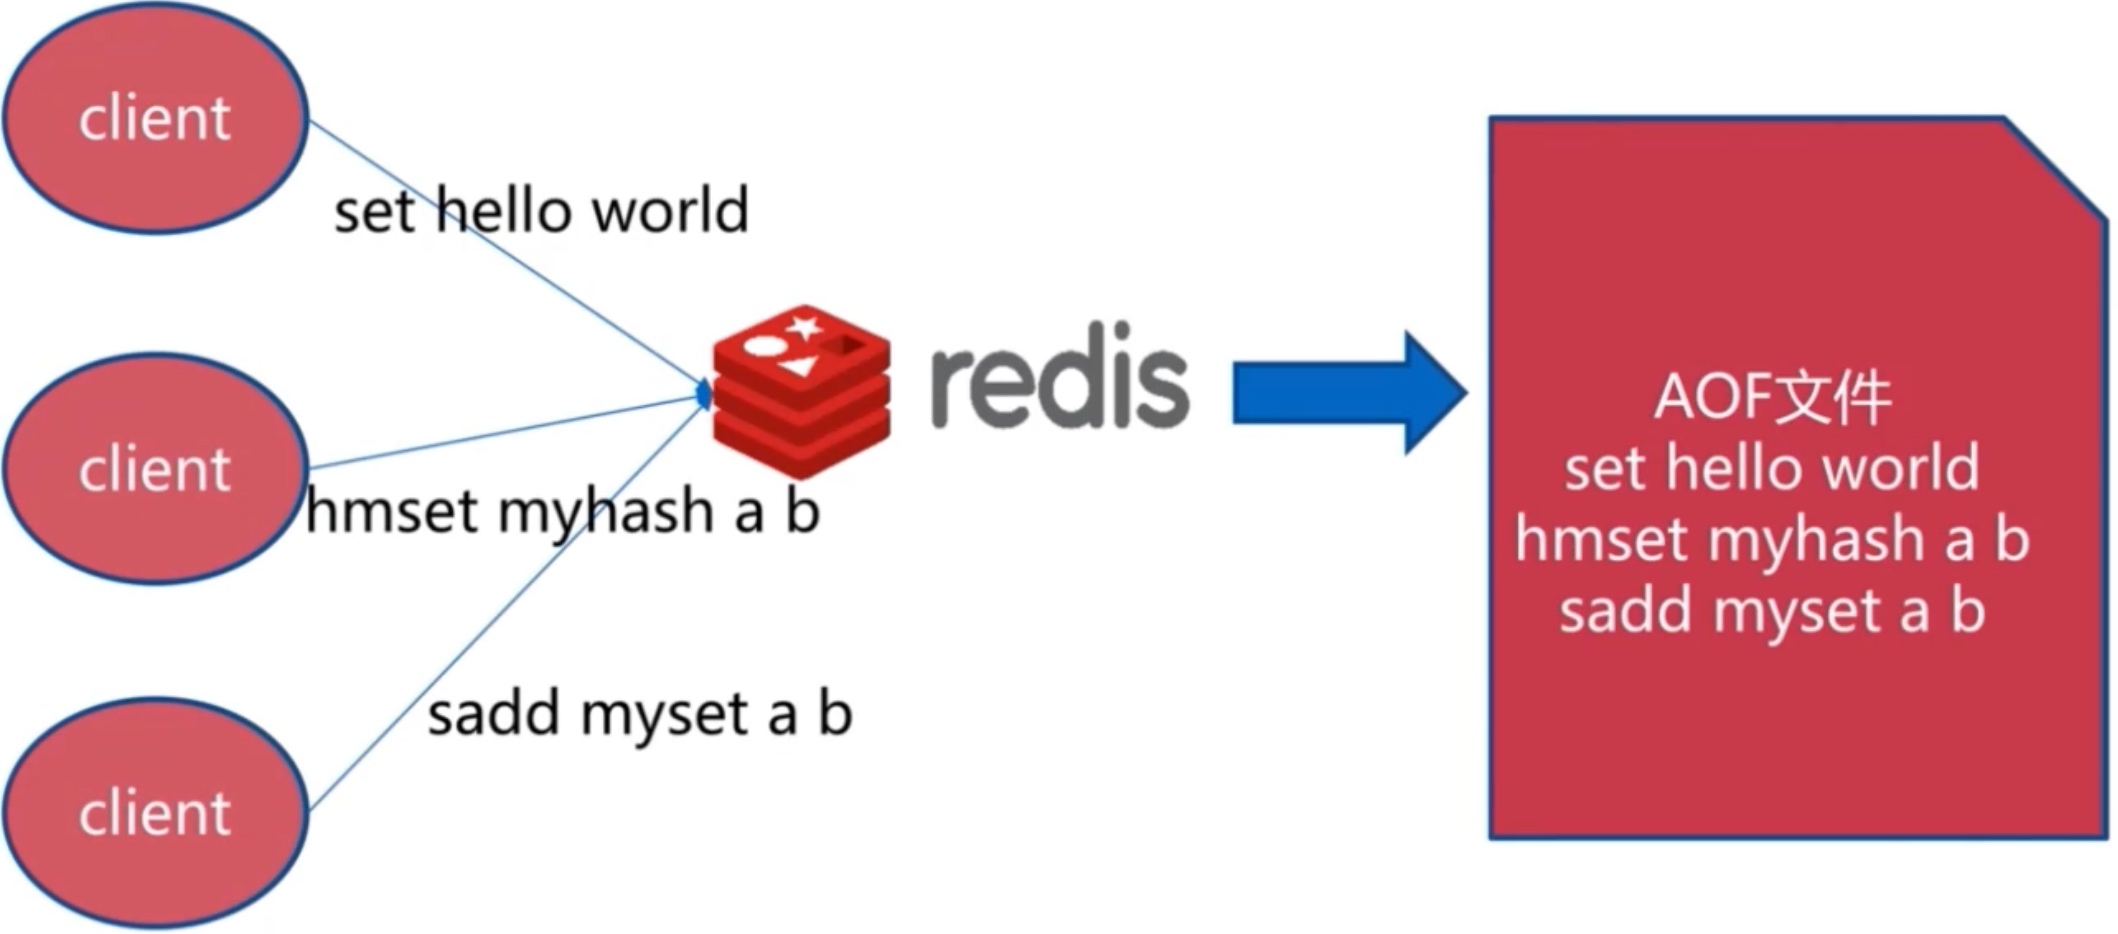 client
set hello world
client
hmset myhash a b
client
sadd myset a b
redis
AOF文件
set hello world
hmset myhash a b
sadd myset a b